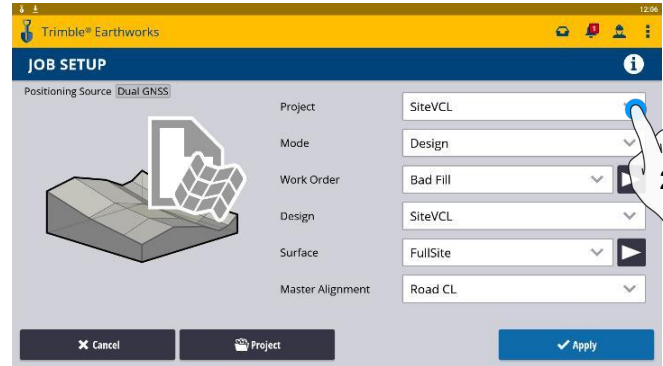 12:06
Trimble® Earthworks
JOB SETUP
Positioning Source Dual GNSS
Project SiteVCL
Mode Design
Work Order Bad Fill
2
Design SiteVCL
Surface FullSite
Master Alignment Road CL
Cancel Project Apply